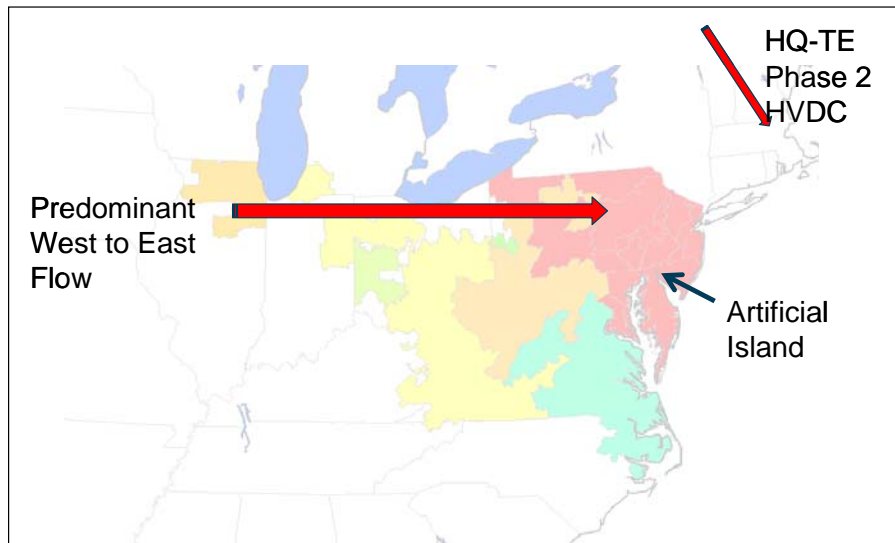 HQ-TE
Phase 2
HVDC
Predominant
West to East
Flow
Artificial
Island